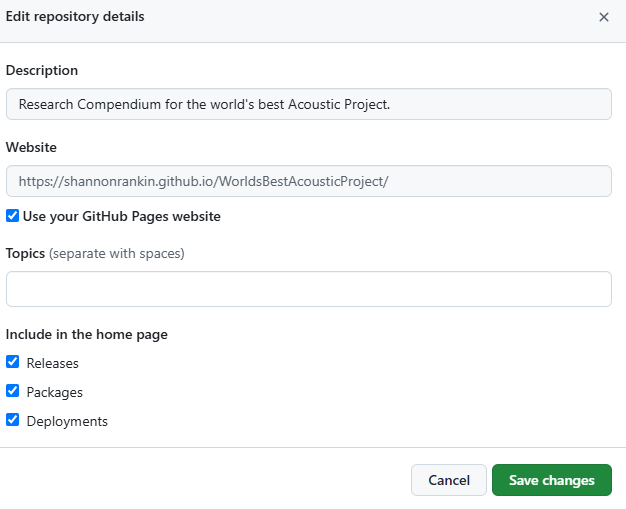 Edit repository details
Description
Research Compendium for the world's best Acoustic Project.
Website
https://shannonrankin.github.io/WorldsBestAcousticProject/
Use your GitHub Pages website
Topics (separate with spaces)
Include in the home page
Releases
Packages
Deployments
Cancel Save changes